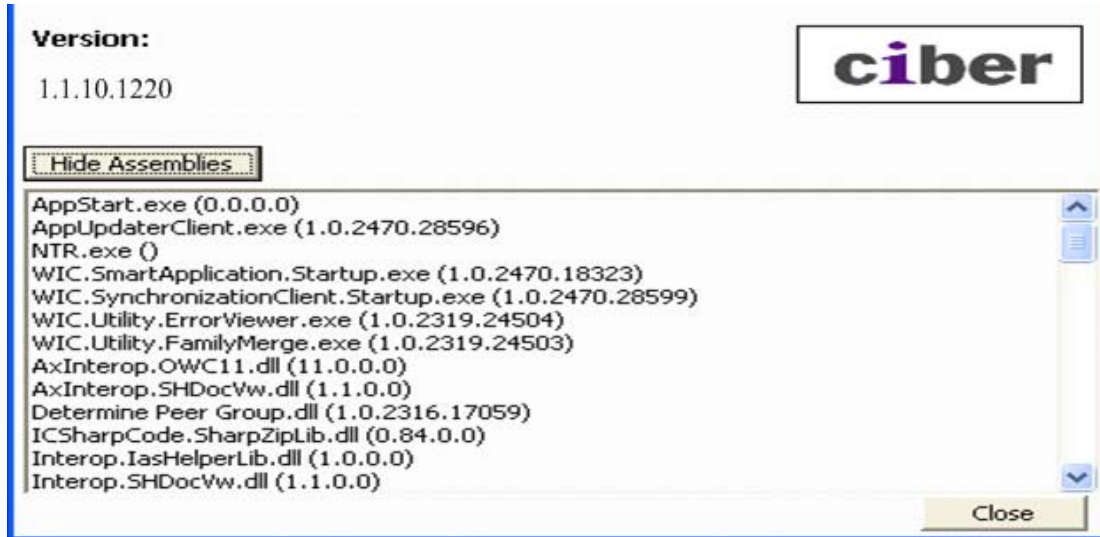 Version:
ciber
1.1.10.1220
Hide Assemblies
AppStart.exe (0.0.0.0)
AppUpdaterClient.exe (1.0.2470.28596)
NTR.exe ()
WIC.SmartApplication.Startup.exe (1.0.2470.18323)
WIC.SynchronizationClient.Startup.exe (1.0.2470.28599)
WIC.Utility.ErrorViewer.exe (1.0.2319.24504)
WIC.Utility.FamilyMerge.exe (1.0.2319.24503)
AxInterop.OWC11.dll (11.0.0.0)
AxInterop.SHDocVw.dll (1.1.0.0)
Determine Peer Group.dll (1.0.2316.17059)
ICSharpCode.SharpZipLib.dll (0.84.0.0)
Interop.IasHelperLib.dll (1.0.0.0)
Interop.SHDocVw.dll (1.1.0.0)
Close